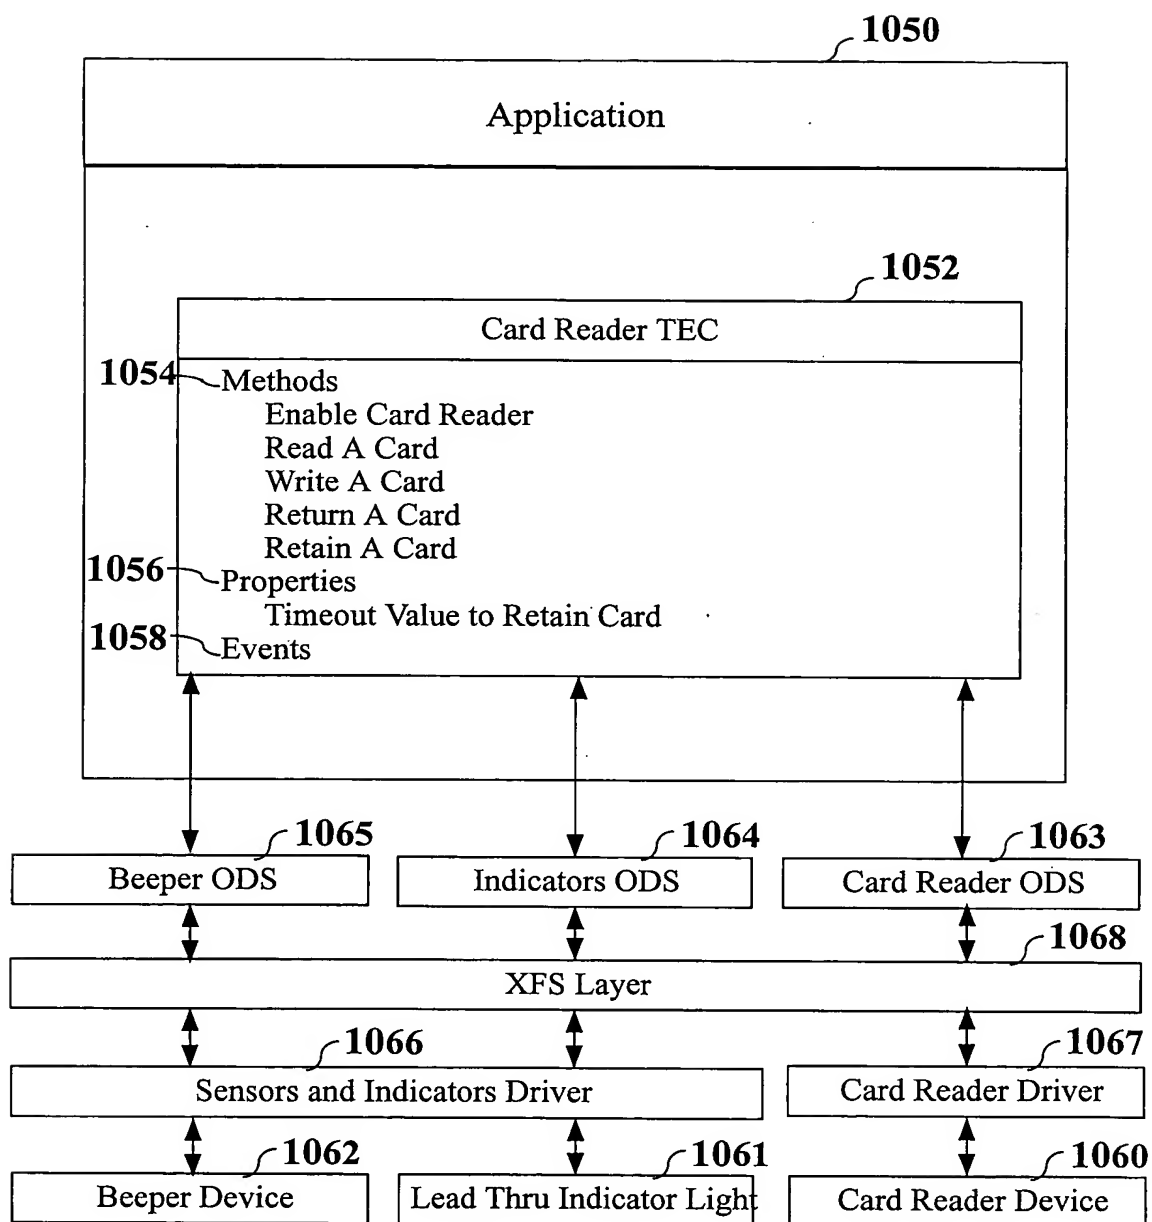 1050
Application
1052
Card Reader TEC
1054 Methods
Enable Card Reader
Read A Card
Write A Card
Return A Card
Retain A Card
1056 Properties
Timeout Value to Retain Card
1058 Events
1065 1064 1063
Beeper ODS Indicators ODS Card Reader ODS
1068
XFS Layer
1066 1067
Sensors and Indicators Driver Card Reader Driver
1062 1061 1060
Beeper Device Lead Thru Indicator Light Card Reader Device